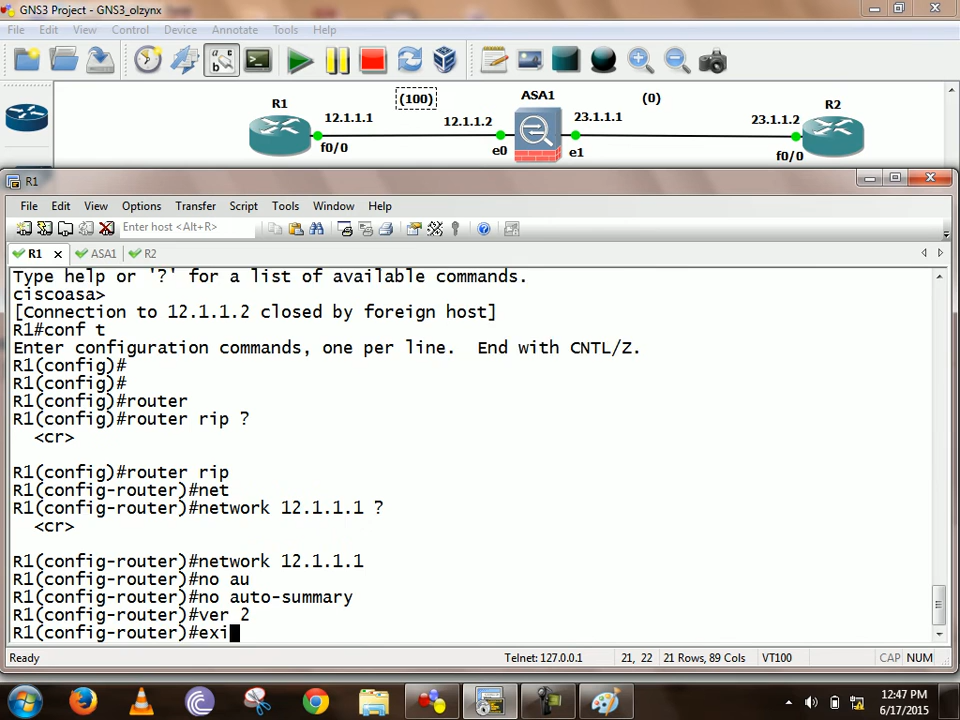 GNS3 Project - GNS3_olzynx
File Edit View Control Device Annotate Tools Help
(100)
ASA1
(0)
R1
R2
12.1.1.1
12.1.1.2
23.1.1.1
23.1.1.2
f0/0
e0
e1
f0/0
R1
File Edit View Options Transfer Script Tools Window Help
Enter host <Alt+R>
R1 ASA1 R2
Type help or '?' for a list of available commands.
ciscoasa>
[Connection to 12.1.1.2 closed by foreign host]
R1#conf t
Enter configuration commands, one per line.  End with CNTL/Z.
R1(config)#
R1(config)#
R1(config)#router
R1(config)#router rip ?
<cr>
R1(config)#router rip
R1(config-router)#net
R1(config-router)#network 12.1.1.1 ?
<cr>
R1(config-router)#network 12.1.1.1
R1(config-router)#no au
R1(config-router)#no auto-summary
R1(config-router)#ver 2
R1(config-router)#exi
Ready Telnet: 127.0.0.1 21, 22 21 Rows, 89 Cols VT100 CAP NUM
12:47 PM
6/17/2015